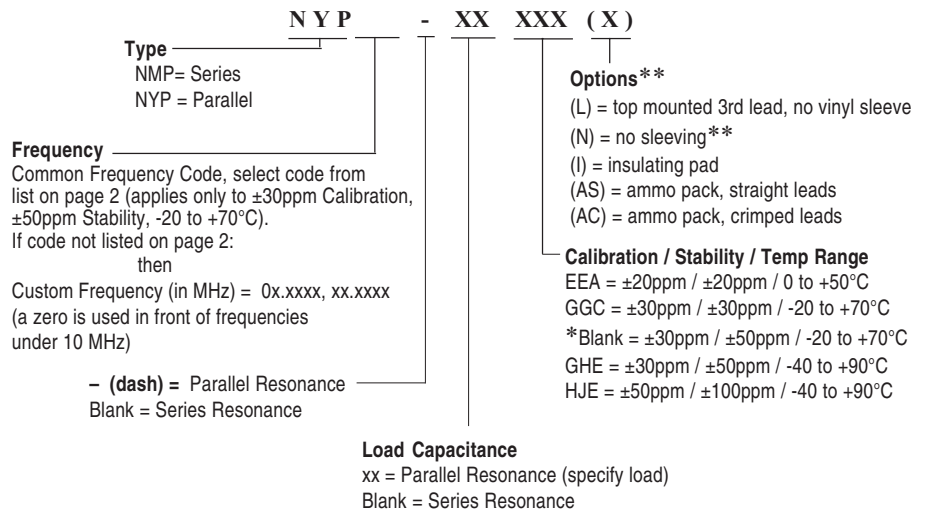 N Y P - XX XXX ( X )
Type
NMP= Series
NYP = Parallel
Options**
(L) = top mounted 3rd lead, no vinyl sleeve
(N) = no sleeving**
(I) = insulating pad
(AS) = ammo pack, straight leads
(AC) = ammo pack, crimped leads
Frequency
Common Frequency Code, select code from
list on page 2 (applies only to ±30ppm Calibration,
±50ppm Stability, -20 to +70°C).
If code not listed on page 2:
then
Custom Frequency (in MHz) = 0x.xxxx, xx.xxxx
(a zero is used in front of frequencies
under 10 MHz)
Calibration / Stability / Temp Range
EEA = ±20ppm / ±20ppm / 0 to +50°C
GGC = ±30ppm / ±30ppm / -20 to +70°C
*Blank = ±30ppm / ±50ppm / -20 to +70°C
GHE = ±30ppm / ±50ppm / -40 to +90°C
HJE = ±50ppm / ±100ppm / -40 to +90°C
– (dash) = Parallel Resonance
Blank = Series Resonance
Load Capacitance
xx = Parallel Resonance (specify load)
Blank = Series Resonance